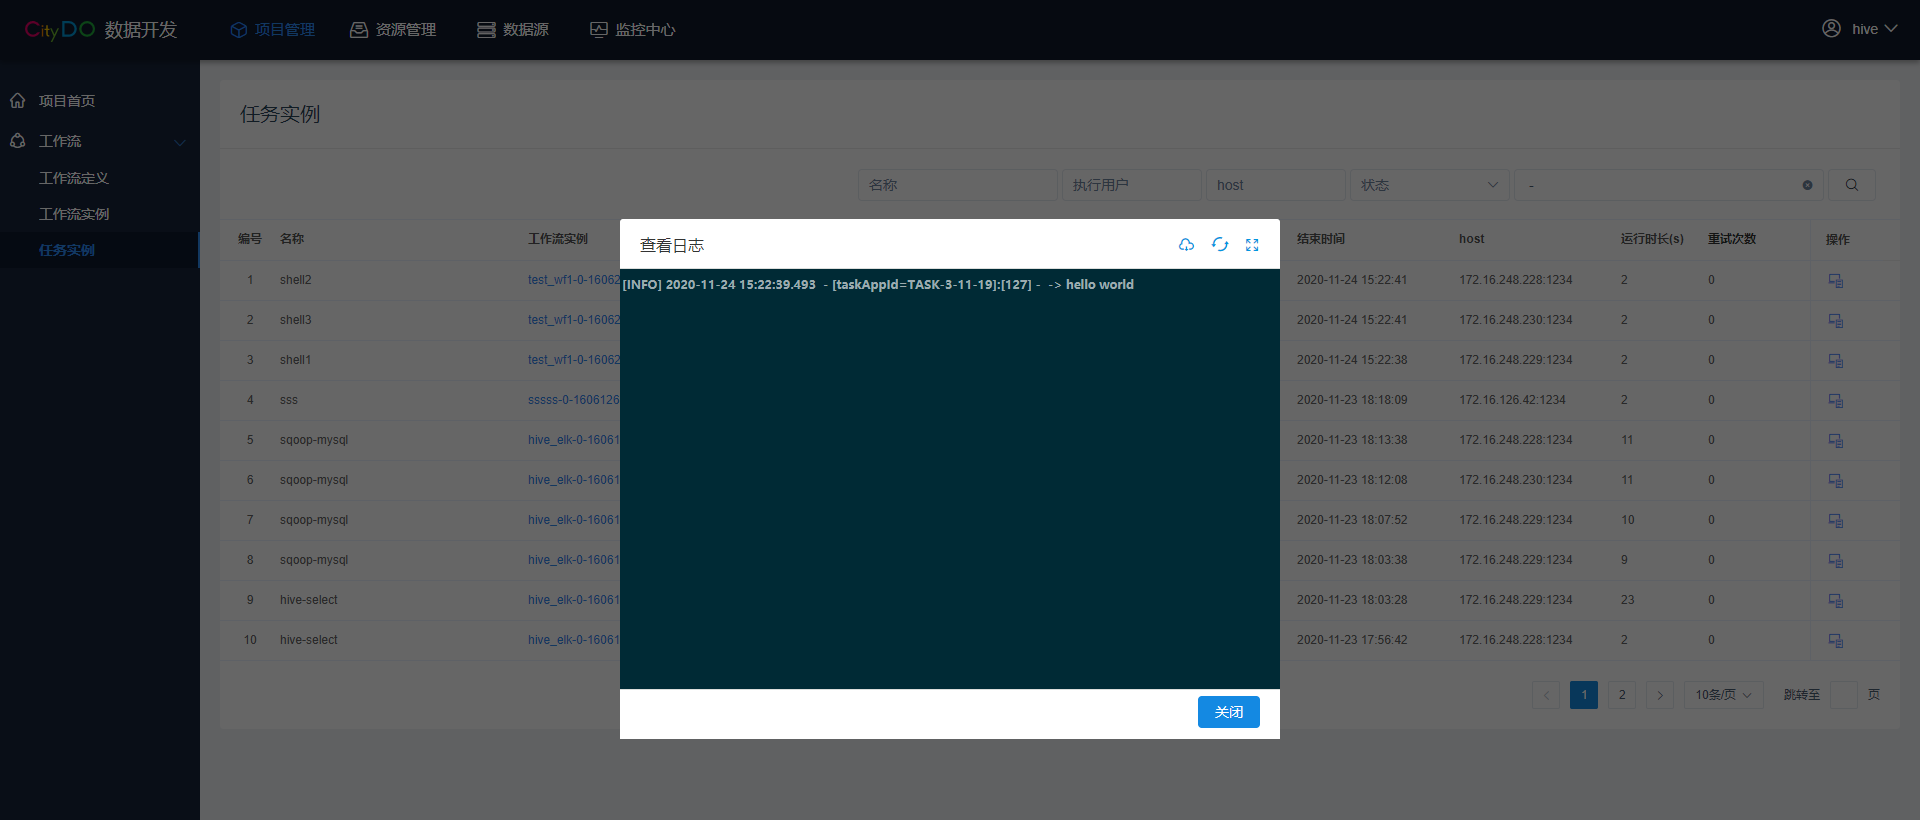 CityDO 数据开发 项目管理 资源管理 数据源 监控中心 hive
项目首页
工作流
工作流定义
工作流实例
任务实例
任务实例
名称 执行用户 host 状态 -
编号 名称 工作流实例 结束时间 host 运行时长(s) 重试次数 操作
1 shell2 test_wf1-0-16062 2020-11-24 15:22:41 172.16.248.228:1234 2 0
2 shell3 test_wf1-0-16062 2020-11-24 15:22:41 172.16.248.230:1234 2 0
3 shell1 test_wf1-0-16062 2020-11-24 15:22:38 172.16.248.229:1234 2 0
4 sss sssss-0-1606126 2020-11-23 18:18:09 172.16.126.42:1234 2 0
5 sqoop-mysql hive_elk-0-16061 2020-11-23 18:13:38 172.16.248.228:1234 11 0
6 sqoop-mysql hive_elk-0-16061 2020-11-23 18:12:08 172.16.248.230:1234 11 0
7 sqoop-mysql hive_elk-0-16061 2020-11-23 18:07:52 172.16.248.229:1234 10 0
8 sqoop-mysql hive_elk-0-16061 2020-11-23 18:03:38 172.16.248.229:1234 9 0
9 hive-select hive_elk-0-16061 2020-11-23 18:03:28 172.16.248.229:1234 23 0
10 hive-select hive_elk-0-16061 2020-11-23 17:56:42 172.16.248.228:1234 2 0
1 2 10条/页 跳转至 页
查看日志
[INFO] 2020-11-24 15:22:39.493 - [taskAppId=TASK-3-11-19]:[127] - -> hello world
关闭